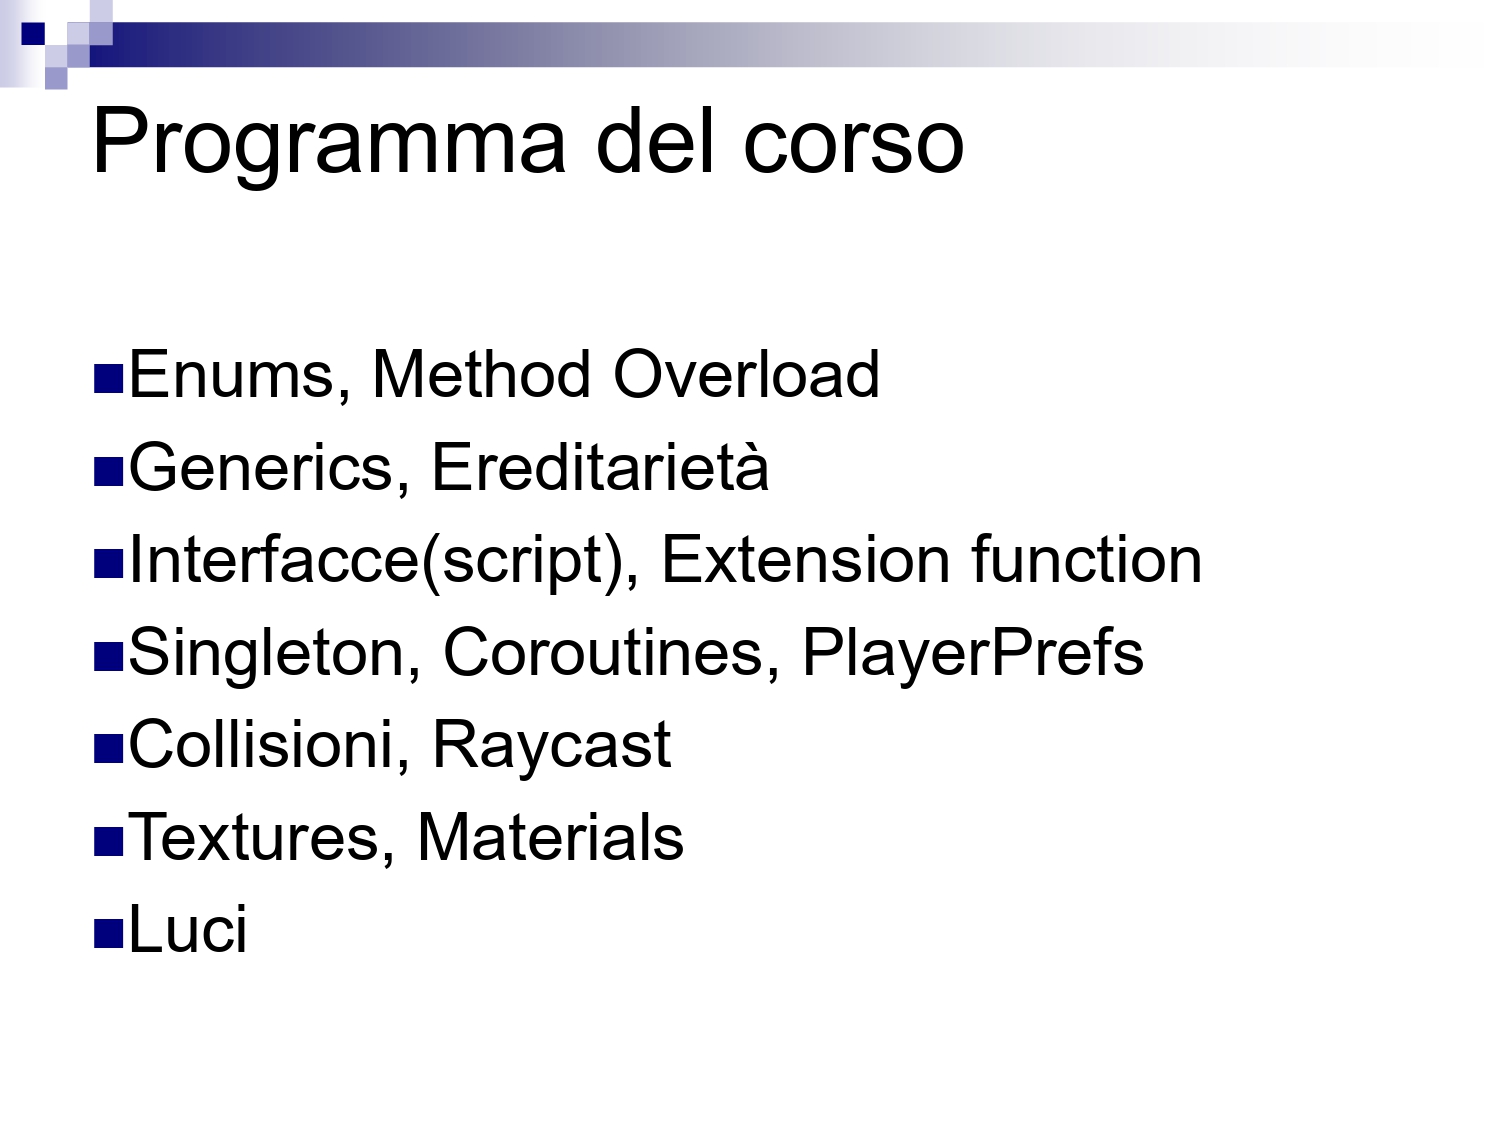 Programma del corso
Enums, Method Overload
Generics, Ereditarietà
Interfacce(script), Extension function
Singleton, Coroutines, PlayerPrefs
Collisioni, Raycast
Textures, Materials
Luci